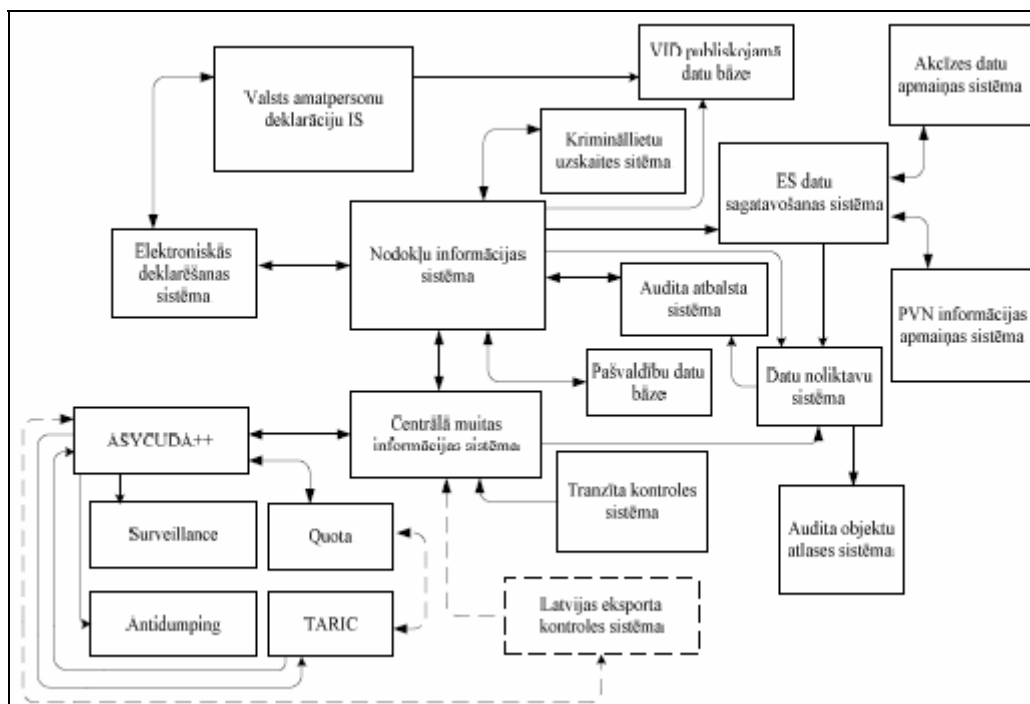 VID publiskojamā
datu bāze
Akcīzes datu
apmaiņas sistēma
Valsts amatpersonu
deklarāciju IS
Krimināllietu
uzskaites sitēma
ES datu
sagatavošanas sistēma
Elektroniskās
deklarēšanas
sistēma
Nodokļu informācijas
sistēma
Audita atbalsta
sistēma
PVN informācijas
apmaiņas sistēma
Pašvaldību datu
bāze
Datu noliktavu
sistēma
ASYCUDA++
Centrālā muitas
informācijas sistēma
Tranzīta kontroles
sistēma
Surveillance
Quota
Audita objektu
atlases sistēma
Antidumping
TARIC
Latvijas eksporta
kontroles sistēma